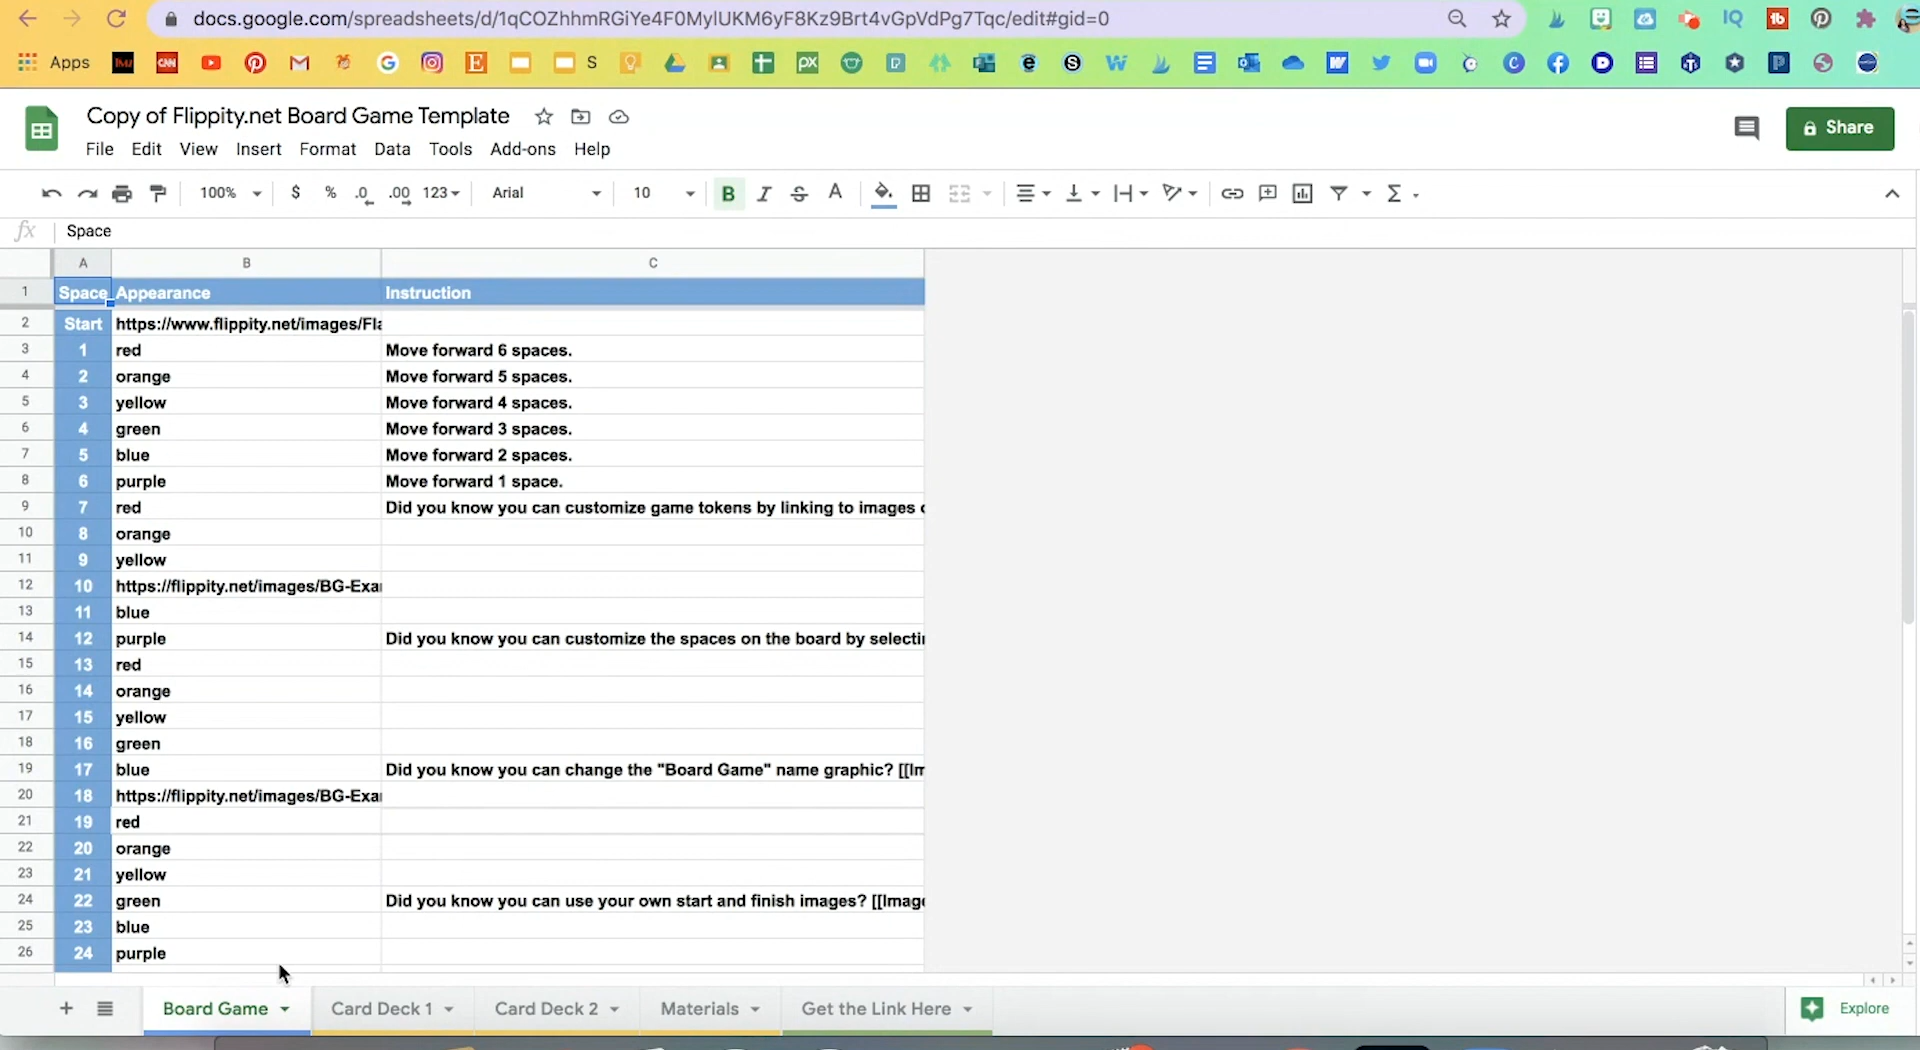 docs.google.com/spreadsheets/d/1qCOZhhmRGiYe4F0MylUKM6yF8Kz9Brt4vGpVdPg7Tqc/edit#gid=0
Apps
S
Copy of Flippity.net Board Game Template
Share
File Edit View Insert Format Data Tools Add-ons Help
100% $ % .0 .00 123 Arial 10 B I S A
fx Space
A B C
1 Space Appearance Instruction
2 Start https://www.flippity.net/images/Fla
3 1 red Move forward 6 spaces.
4 2 orange Move forward 5 spaces.
5 3 yellow Move forward 4 spaces.
6 4 green Move forward 3 spaces.
7 5 blue Move forward 2 spaces.
8 6 purple Move forward 1 space.
9 7 red Did you know you can customize game tokens by linking to images
10 8 orange
11 9 yellow
12 10 https://flippity.net/images/BG-Exa
13 11 blue
14 12 purple Did you know you can customize the spaces on the board by selecti
15 13 red
16 14 orange
17 15 yellow
18 16 green
19 17 blue Did you know you can change the "Board Game" name graphic? [[Im
20 18 https://flippity.net/images/BG-Exa
21 19 red
22 20 orange
23 21 yellow
24 22 green Did you know you can use your own start and finish images? [[Image
25 23 blue
26 24 purple
+ Board Game Card Deck 1 Card Deck 2 Materials Get the Link Here Explore